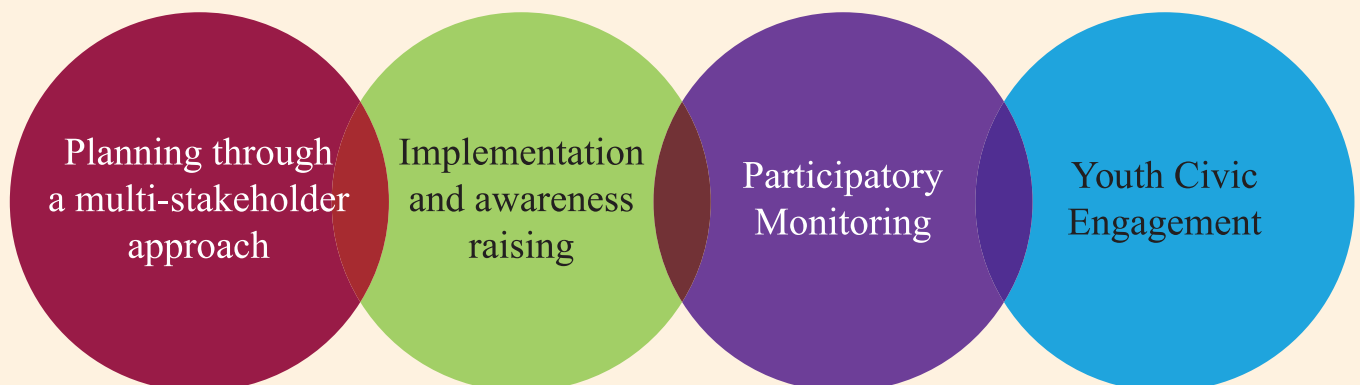 Planning through
a multi-stakeholder
approach
Implementation
and awareness
raising
Participatory
Monitoring
Youth Civic
Engagement